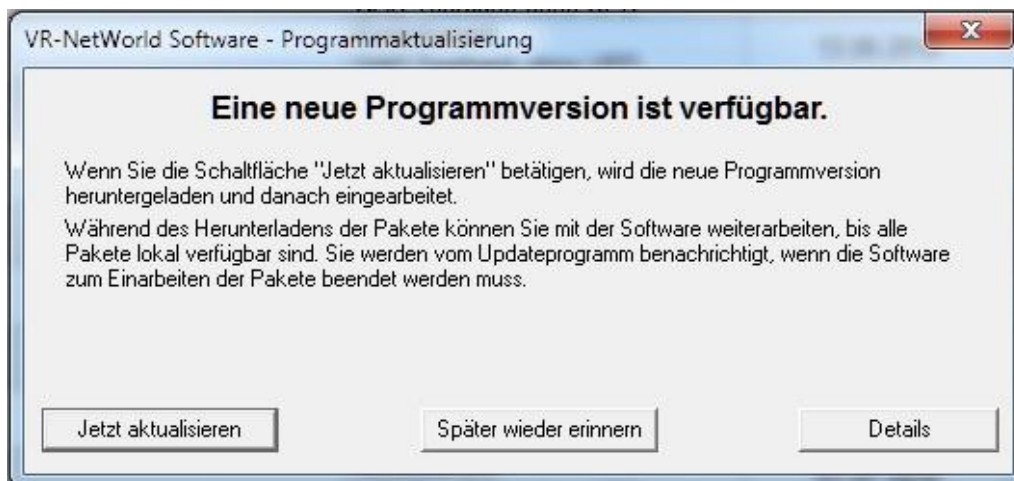 VR-NetWorld Software - Programmaktualisierung
Eine neue Programmversion ist verfügbar.
Wenn Sie die Schaltfläche "Jetzt aktualisieren" betätigen, wird die neue Programmversion
heruntergeladen und danach eingearbeitet.
Während des Herunterladens der Pakete können Sie mit der Software weiterarbeiten, bis alle
Pakete lokal verfügbar sind. Sie werden vom Updateprogramm benachrichtigt, wenn die Software
zum Einarbeiten der Pakete beendet werden muss.
Jetzt aktualisieren
Später wieder erinnern
Details